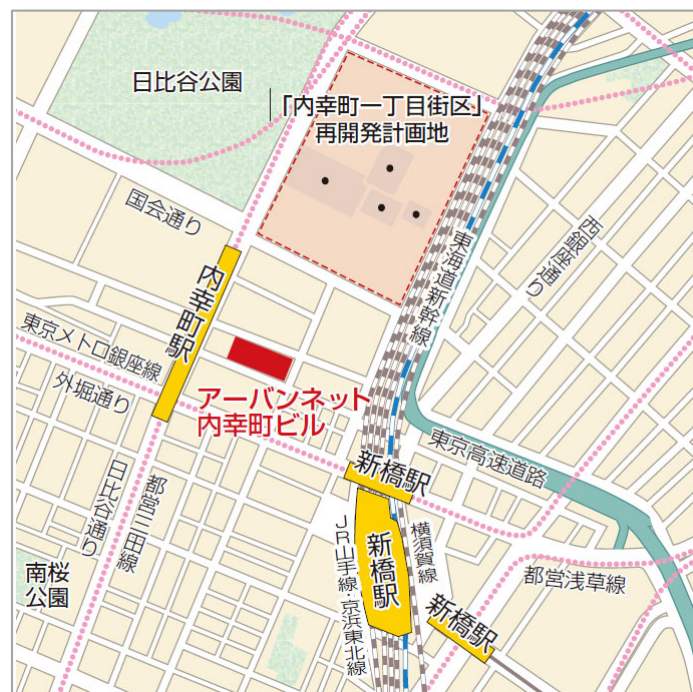 日比谷公園
「内幸町一丁目街区」
再開発計画地
国会通り
西銀座通り
東海道新幹線
内幸町駅
東京メトロ銀座線
外堀通り
アーバンネット
内幸町ビル
東京高速道路
新橋駅
日比谷通り
都営三田線
JR山手線・京浜東北線
新橋駅
横須賀線
都営浅草線
南桜
公園
新橋駅